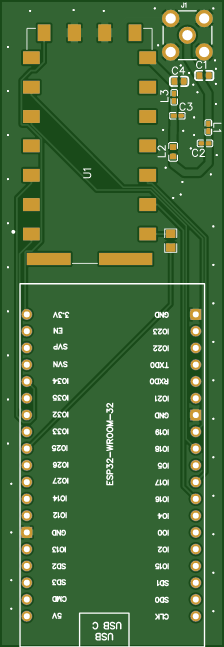 J1
C4
C1
L3
C3
L1
L2
C2
U1
3.3V
GND
EN
IO23
SVP
IO22
SVN
TXD0
IO34
RXD0
IO35
IO21
IO32
GND
IO33
IO19
IO25
IO18
IO26
IO5
IO27
IO17
IO14
IO16
IO12
IO4
GND
IO0
IO13
IO2
SD2
IO15
SD3
SD1
CMD
SD0
5V
CLK
ESP32-WROOM-32
USB C
USB